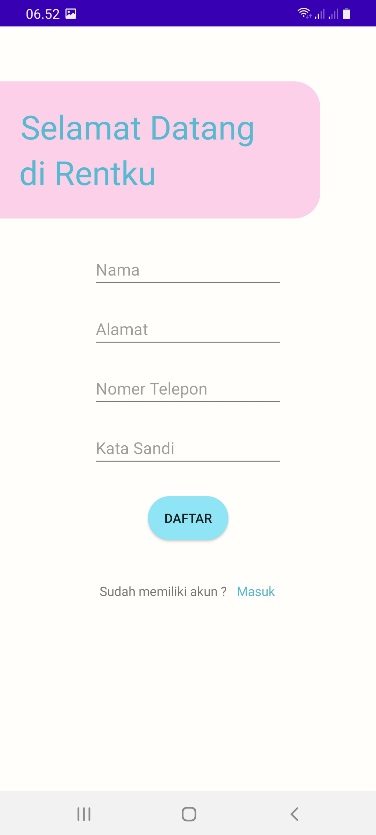 06.52
Selamat Datang
di Rentku
Nama
Alamat
Nomer Telepon
Kata Sandi
DAFTAR
Sudah memiliki akun ? Masuk